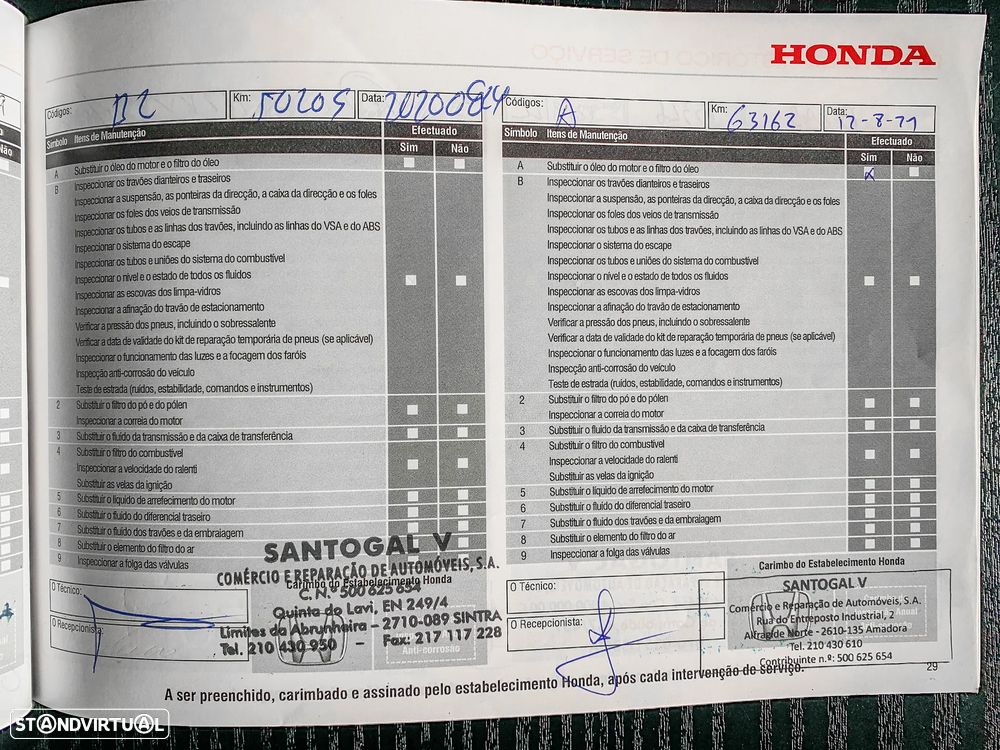 HONDA
Códigos: B2 Km: 50205 Data: 20200824
Símbolo Itens de Manutenção Efectuado
Sim Não
A Substituir o óleo do motor e o filtro do óleo
B Inspeccionar os travões dianteiros e traseiros
Inspeccionar a suspensão, as ponteiras da direcção, a caixa da direcção e os foles
Inspeccionar os foles dos veios de transmissão
Inspeccionar os tubos e as linhas dos travões, incluindo as linhas do VSA e do ABS
Inspeccionar o sistema do escape
Inspeccionar os tubos e uniões do sistema do combustível
Inspeccionar o nível e o estado de todos os fluidos
Inspeccionar as escovas dos limpa-vidros
Inspeccionar a afinação do travão de estacionamento
Verificar a pressão dos pneus, incluindo o sobressalente
Verificar a data de validade do kit de reparação temporária de pneus (se aplicável)
Inspeccionar o funcionamento das luzes e a focagem dos faróis
Inspecção anti-corrosão do veículo
Teste de estrada (ruídos, estabilidade, comandos e instrumentos)
2 Substituir o filtro do pó e do pólen
Inspeccionar a correia do motor
3 Substituir o fluido da transmissão e da caixa de transferência
4 Substituir o filtro do combustível
Inspeccionar a velocidade do ralenti
Substituir as velas da ignição
5 Substituir o líquido de arrefecimento do motor
6 Substituir o fluido do diferencial traseiro
7 Substituir o fluido dos travões e da embraiagem
8 Substituir o elemento do filtro do ar
9 Inspeccionar a folga das válvulas
Carimbo do Estabelecimento Honda
O Técnico:
O Recepcionista:
SANTOGAL V
COMÉRCIO E REPARAÇÃO DE AUTOMÓVEIS, S.A.
C. N.º 500 625 654
Quinta do Lavi, EN 249/4
Limites da Abrunheira - 2710-089 SINTRA
Tel. 210 430 950 - Fax: 217 117 228
Anti-corrosão
Códigos: A Km: 63162 Data: 12-8-21
Símbolo Itens de Manutenção Efectuado
Sim Não
A Substituir o óleo do motor e o filtro do óleo x
B Inspeccionar os travões dianteiros e traseiros
Inspeccionar a suspensão, as ponteiras da direcção, a caixa da direcção e os foles
Inspeccionar os foles dos veios de transmissão
Inspeccionar os tubos e as linhas dos travões, incluindo as linhas do VSA e do ABS
Inspeccionar o sistema do escape
Inspeccionar os tubos e uniões do sistema do combustível
Inspeccionar o nível e o estado de todos os fluidos
Inspeccionar as escovas dos limpa-vidros
Inspeccionar a afinação do travão de estacionamento
Verificar a pressão dos pneus, incluindo o sobressalente
Verificar a data de validade do kit de reparação temporária de pneus (se aplicável)
Inspeccionar o funcionamento das luzes e a focagem dos faróis
Inspecção anti-corrosão do veículo
Teste de estrada (ruídos, estabilidade, comandos e instrumentos)
2 Substituir o filtro do pó e do pólen
Inspeccionar a correia do motor
3 Substituir o fluido da transmissão e da caixa de transferência
4 Substituir o filtro do combustível
Inspeccionar a velocidade do ralenti
Substituir as velas da ignição
5 Substituir o líquido de arrefecimento do motor
6 Substituir o fluido do diferencial traseiro
7 Substituir o fluido dos travões e da embraiagem
8 Substituir o elemento do filtro do ar
9 Inspeccionar a folga das válvulas
Carimbo do Estabelecimento Honda
O Técnico:
O Recepcionista:
SANTOGAL V
Comércio e Reparação de Automóveis, S.A.
Rua do Entreposto Industrial, 2
Alfragide Norte - 2610-135 Amadora
Tel. 210 430 610
Contribuinte n.º: 500 625 654
A ser preenchido, carimbado e assinado pelo estabelecimento Honda, após cada intervenção de serviço.
29
STANDVIRTUAL